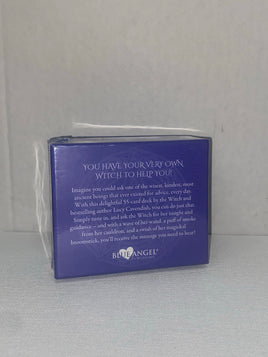 YOU HAVE YOUR VERY OWN
WITCH TO HELP YOU!
Imagine you could ask one of the wisest, kindest, most
ancient beings that ever existed for advice, every day.
With this delightful 55-card deck by the Witch and
bestselling author Lucy Cavendish, you can do just that.
Simply tune in, and ask the Witch for her insight and
guidance – and with a wave of her wand, a puff of smoke
from her cauldron, and a swish of her magickal
broomstick, you'll receive the message you need to hear!
BLUE ANGEL